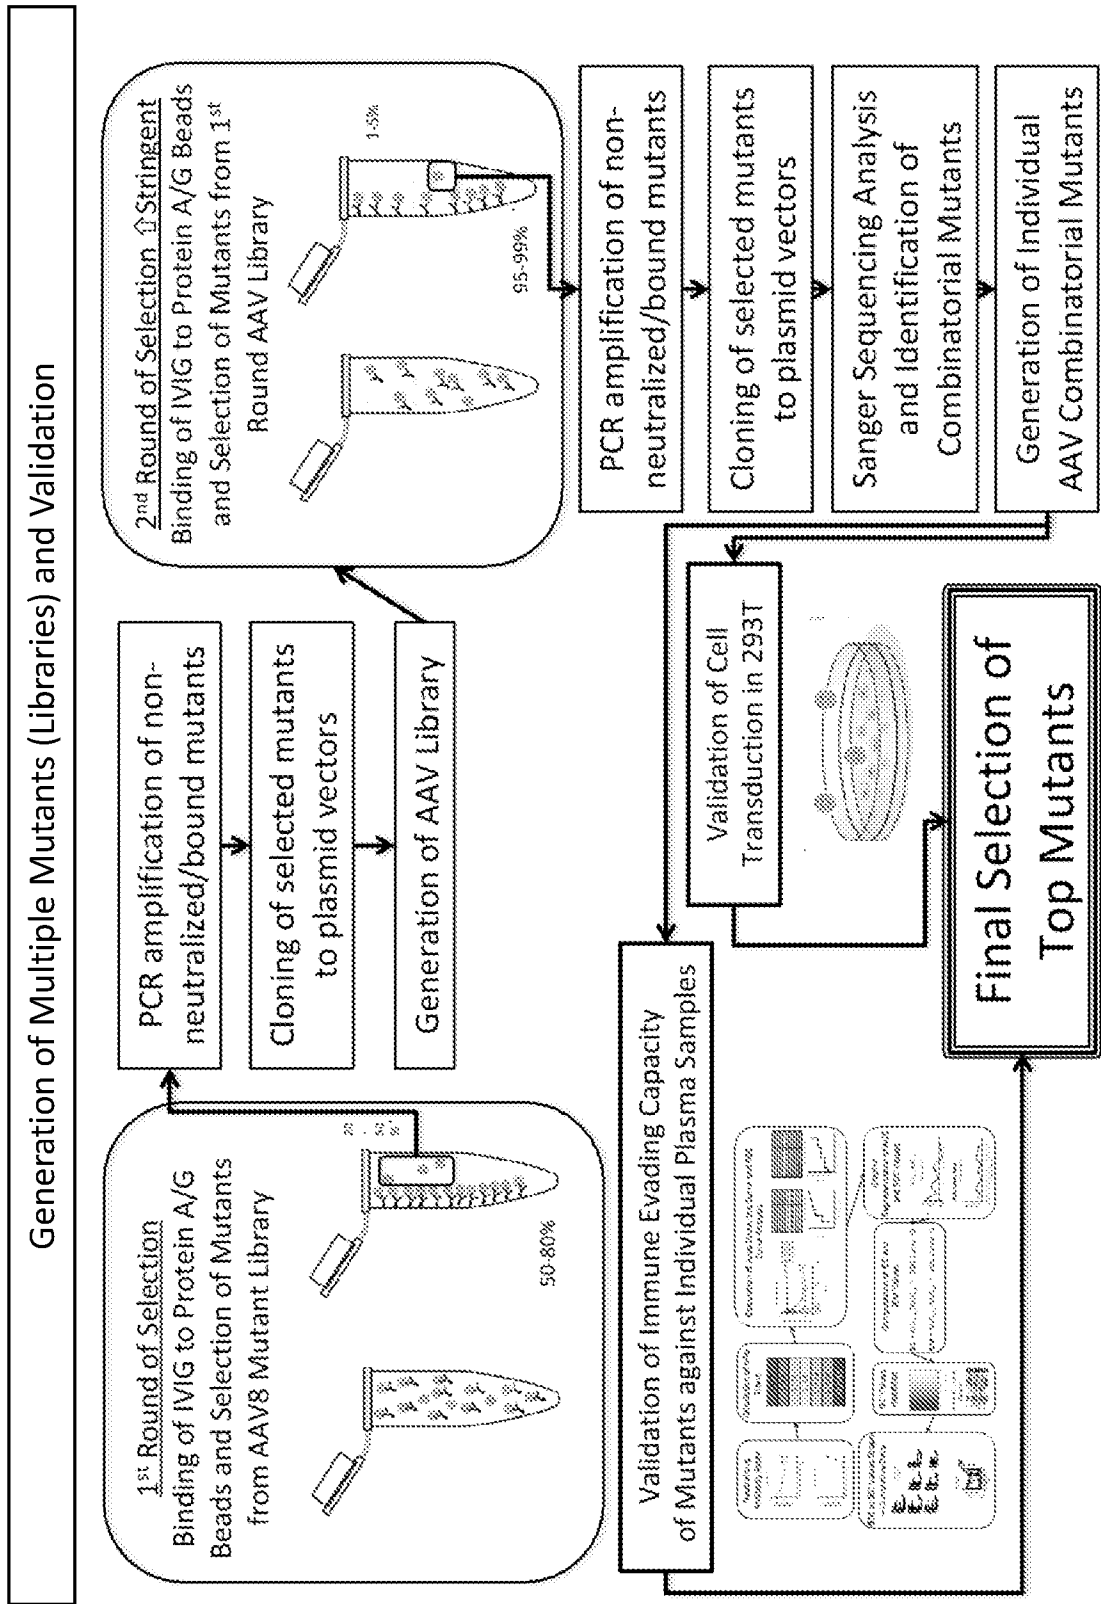 Generation of Multiple Mutants (Libraries) and Validation
1st Round of Selection
Binding of IVIG to Protein A/G
Beads and Selection of Mutants
from AAV8 Mutant Library
50-80%
PCR amplification of non-
neutralized/bound mutants
Cloning of selected mutants
to plasmid vectors
Generation of AAV Library
2nd Round of Selection ⇧Stringent
Binding of IVIG to Protein A/G Beads
and Selection of Mutants from 1st
Round AAV Library
1-5%
95-99%
PCR amplification of non-
neutralized/bound mutants
Cloning of selected mutants
to plasmid vectors
Sanger Sequencing Analysis
and Identification of
Combinatorial Mutants
Generation of Individual
AAV Combinatorial Mutants
Validation of Cell
Transduction in 293T
Validation of Immune Evading Capacity
of Mutants against Individual Plasma Samples
Final Selection of
Top Mutants